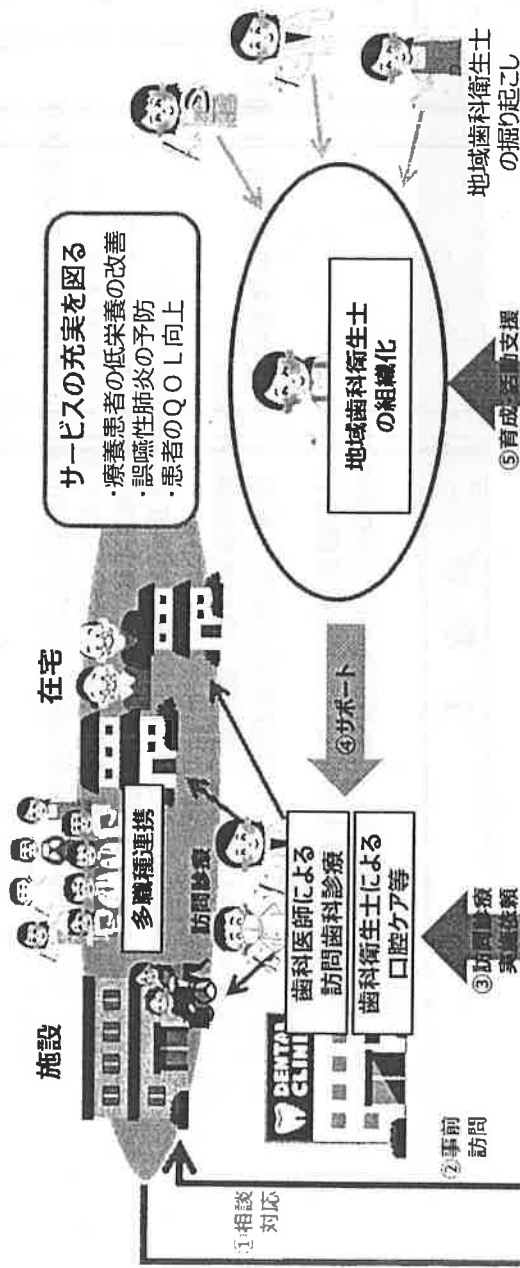 施設
在宅
サービスの充実を図る
・療養患者の低栄養の改善
・誤嚥性肺炎の予防
・患者のQOL向上
多職種連携
訪問診療
①相談
対応
②事前
訪問
DENTAL
CLINIC
歯科医師による
訪問歯科診療
歯科衛生士による
口腔ケア等
④サポート
地域歯科衛生士
の組織化
地域歯科衛生士
の掘り起こし
③訪問診療
実施依頼
⑤育成・活動支援